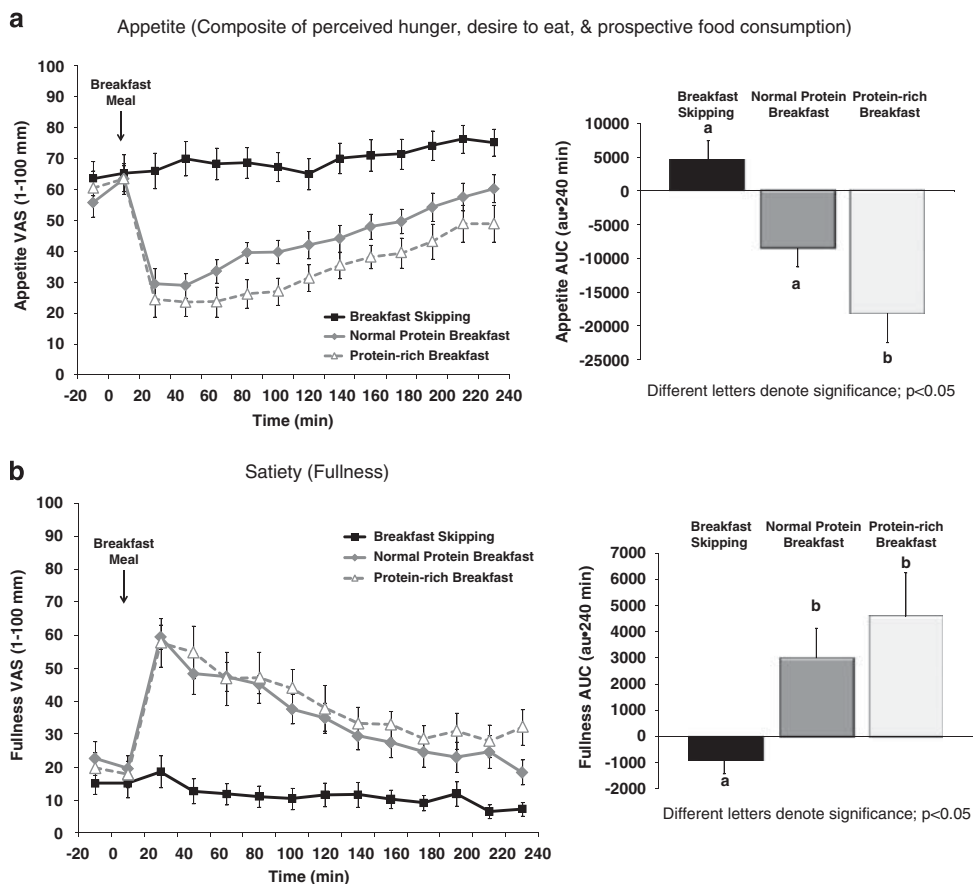 a
Appetite (Composite of perceived hunger, desire to eat, & prospective food consumption)
100
90
80
70
60
50
40
30
20
10
0
Appetite VAS (1-100 mm)
Breakfast
Meal
Breakfast Skipping
Normal Protein Breakfast
Protein-rich Breakfast
-20 0 20 40 60 80 100 120 140 160 180 200 220 240
Time (min)
Breakfast
Skipping
Normal Protein
Breakfast
Protein-rich
Breakfast
10000
5000
0
-5000
-10000
-15000
-20000
-25000
Appetite AUC (au•240 min)
a
a
b
Different letters denote significance; p<0.05
b
Satiety (Fullness)
100
90
80
70
60
50
40
30
20
10
0
Fullness VAS (1-100 mm)
Breakfast
Meal
Breakfast Skipping
Normal Protein Breakfast
Protein-rich Breakfast
-20 0 20 40 60 80 100 120 140 160 180 200 220 240
Time (min)
Breakfast
Skipping
Normal Protein
Breakfast
Protein-rich
Breakfast
7000
6000
5000
4000
3000
2000
1000
0
-1000
-2000
Fullness AUC (au•240 min)
a
b
b
Different letters denote significance; p<0.05